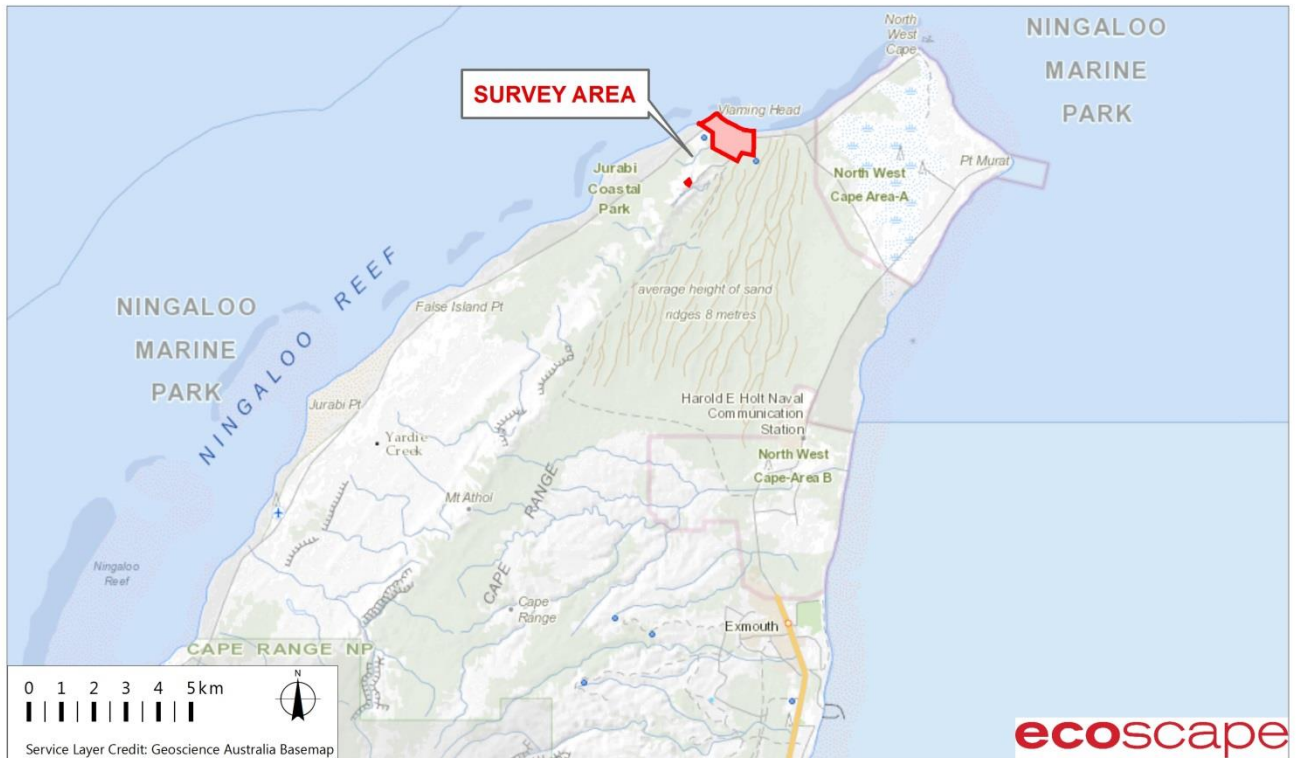 North
West
Cape
NINGALOO
MARINE
PARK
SURVEY AREA
Vlaming Head
Pt Murat
Jurabi
Coastal
Park
North West
Cape Area-A
NINGALOO REEF
average height of sand
ridges 8 metres
NINGALOO
MARINE
PARK
False Island Pt
Jurabi Pt
Harold E Holt Naval
Communication
Station
Yardie
Creek
North West
Cape-Area B
Mt Athol
CAPE RANGE
Ningaloo
Reef
Cape
Range
Exmouth
CAPE RANGE NP
0 1 2 3 4 5km
N
Service Layer Credit: Geoscience Australia Basemap
ecoscape